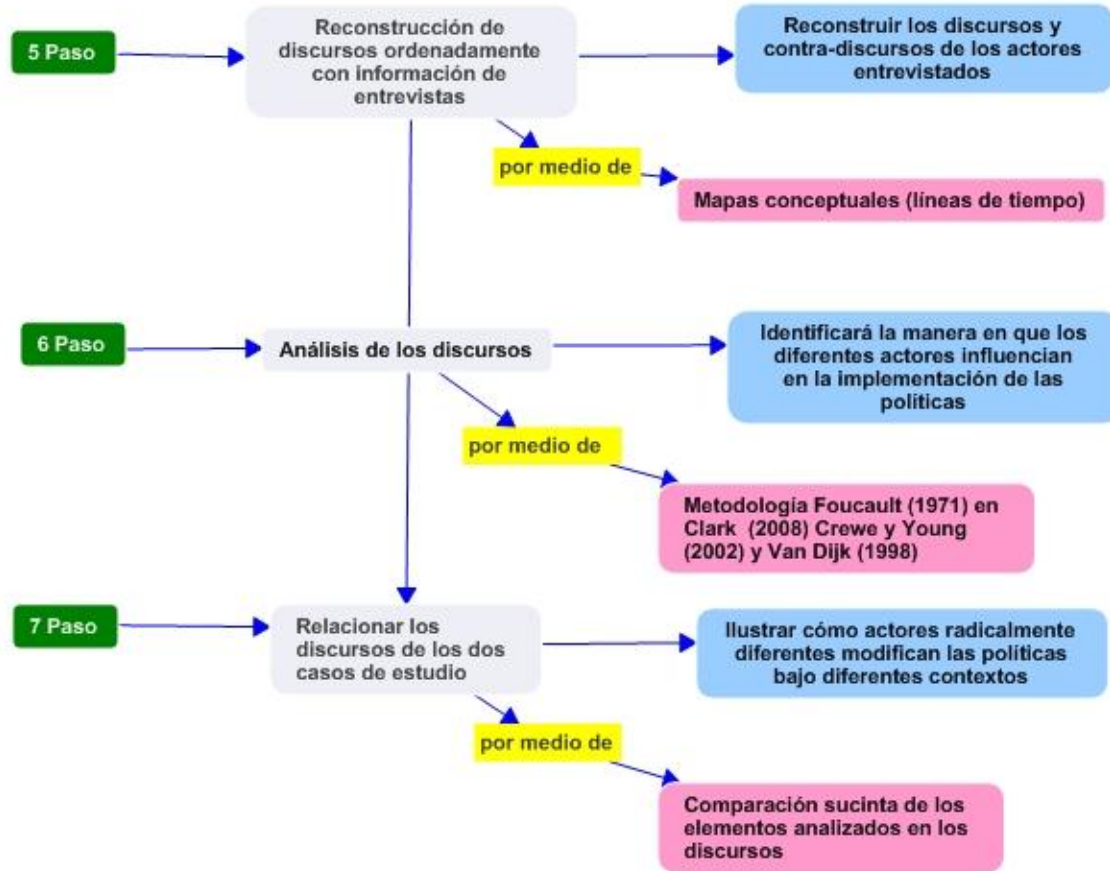 5 Paso
Reconstrucción de
discursos ordenadamente
con información de
entrevistas
Reconstruir los discursos y
contra-discursos de los actores
entrevistados
por medio de
Mapas conceptuales (líneas de tiempo)
6 Paso
Análisis de los discursos
Identificará la manera en que los
diferentes actores influencian
en la implementación de las
políticas
por medio de
Metodología Foucault (1971) en
Clark (2008) Crewe y Young
(2002) y Van Dijk (1998)
7 Paso
Relacionar los
discursos de los dos
casos de estudio
Ilustrar cómo actores radicalmente
diferentes modifican las políticas
bajo diferentes contextos
por medio de
Comparación sucinta de los
elementos analizados en los
discursos